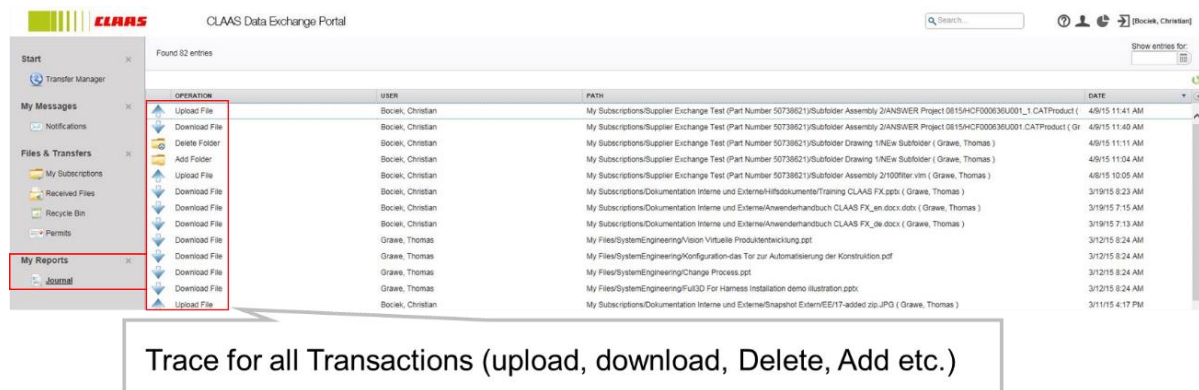 CLAAS CLAAS Data Exchange Portal Search... [Bociek, Christian]
Found 82 entries Show entries for:
Start
Transfer Manager
My Messages
Notifications
Files & Transfers
My Subscriptions
Received Files
Recycle Bin
Permits
My Reports
Journal
OPERATION USER PATH DATE
Upload File Bociek, Christian My Subscriptions/Supplier Exchange Test (Part Number 50738621)/Subfolder Assembly 2/ANSWER Project 0815/HCF000636U001_1.CATProduct ( 4/9/15 11:41 AM
Download File Bociek, Christian My Subscriptions/Supplier Exchange Test (Part Number 50738621)/Subfolder Assembly 2/ANSWER Project 0815/HCF000636U001.CATProduct ( Gr 4/9/15 11:40 AM
Delete Folder Bociek, Christian My Subscriptions/Supplier Exchange Test (Part Number 50738621)/Subfolder Drawing 1/NEw Subfolder ( Grawe, Thomas ) 4/9/15 11:11 AM
Add Folder Bociek, Christian My Subscriptions/Supplier Exchange Test (Part Number 50738621)/Subfolder Drawing 1/NEw Subfolder ( Grawe, Thomas ) 4/9/15 11:04 AM
Upload File Bociek, Christian My Subscriptions/Supplier Exchange Test (Part Number 50738621)/Subfolder Assembly 2/100filter.vlm ( Grawe, Thomas ) 4/8/15 10:05 AM
Download File Bociek, Christian My Subscriptions/Dokumentation Interne und Externe/Hilfsdokumente/Training CLAAS FX.pptx ( Grawe, Thomas ) 3/19/15 8:23 AM
Download File Bociek, Christian My Subscriptions/Dokumentation Interne und Externe/Anwenderhandbuch CLAAS FX_en.docx.dotx ( Grawe, Thomas ) 3/19/15 7:15 AM
Download File Bociek, Christian My Subscriptions/Dokumentation Interne und Externe/Anwenderhandbuch CLAAS FX_de.docx ( Grawe, Thomas ) 3/19/15 7:13 AM
Download File Grawe, Thomas My Files/SystemEngineering/Vision Virtuelle Produktentwicklung.ppt 3/12/15 8:24 AM
Download File Grawe, Thomas My Files/SystemEngineering/Konfiguration-das Tor zur Automatisierung der Konstruktion.pdf 3/12/15 8:24 AM
Download File Grawe, Thomas My Files/SystemEngineering/Change Process.ppt 3/12/15 8:24 AM
Download File Grawe, Thomas My Files/SystemEngineering/Full3D For Harness Installation demo illustration.pptx 3/12/15 8:24 AM
Upload File Bociek, Christian My Subscriptions/Dokumentation Interne und Externe/Snapshot Extern/EE/17-added zip.JPG ( Grawe, Thomas ) 3/11/15 4:17 PM
Trace for all Transactions (upload, download, Delete, Add etc.)